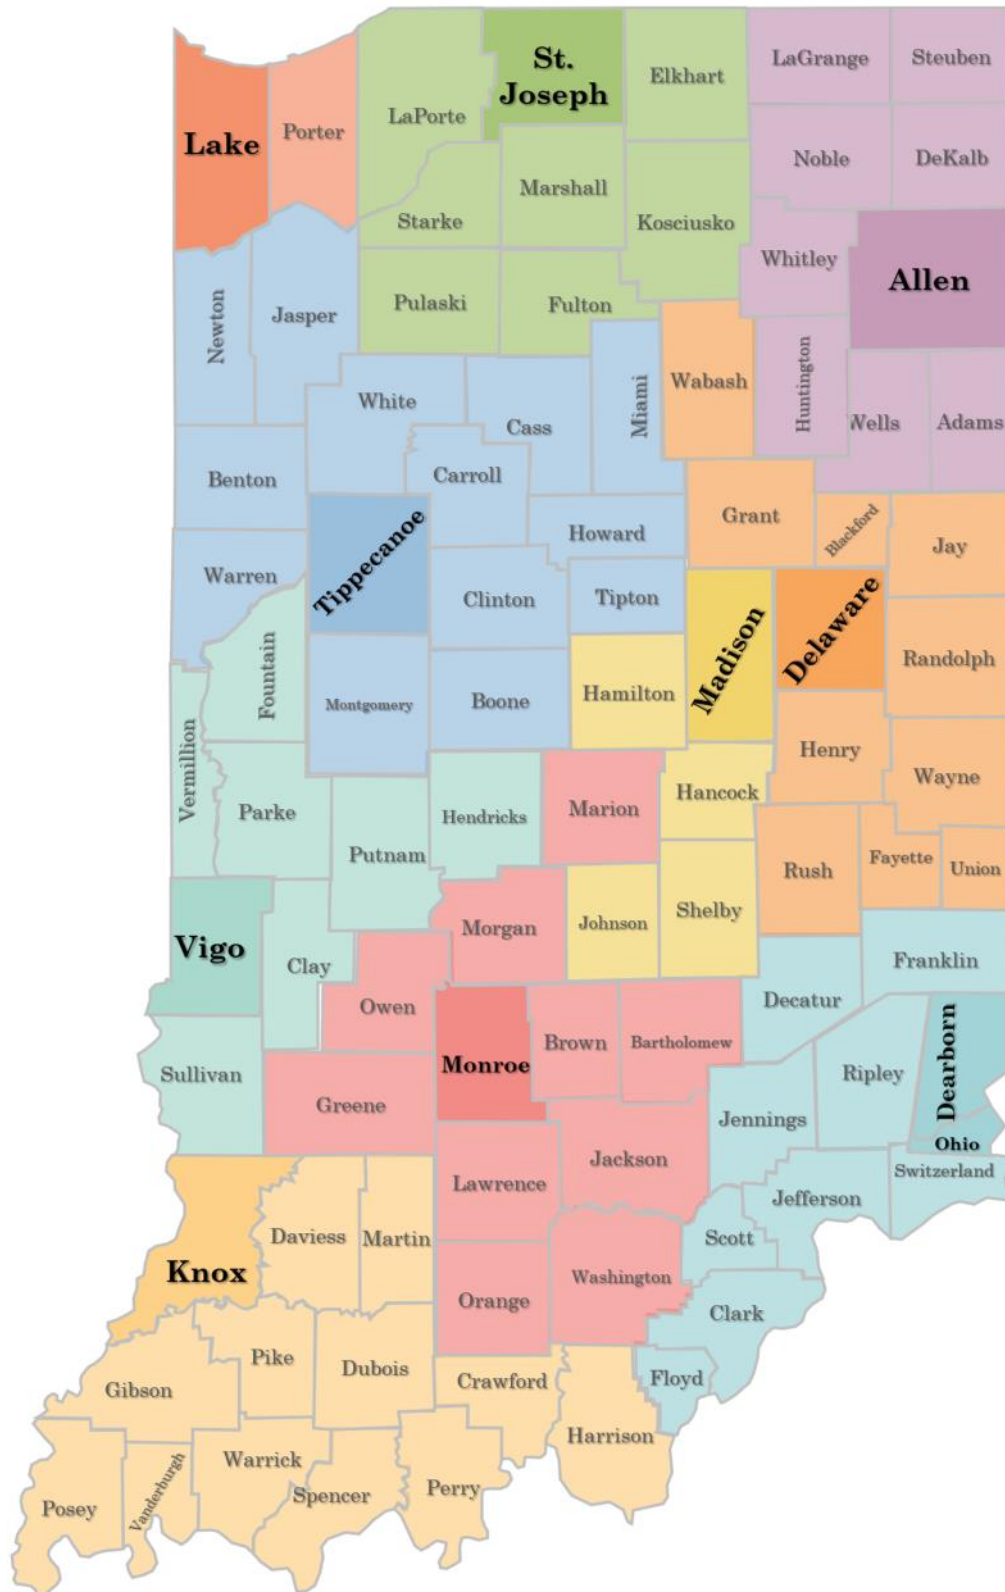 St.
Joseph
Elkhart
LaGrange
Steuben
LaPorte
Lake
Porter
Noble
DeKalb
Marshall
Starke
Kosciusko
Whitley
Allen
Newton
Jasper
Pulaski
Fulton
Miami
Wabash
Huntington
White
Cass
Wells
Adams
Benton
Carroll
Grant
Blackford
Jay
Howard
Tippecanoe
Warren
Clinton
Tipton
Madison
Delaware
Randolph
Fountain
Montgomery
Boone
Hamilton
Henry
Wayne
Vermillion
Parke
Hendricks
Marion
Hancock
Putnam
Rush
Fayette
Union
Vigo
Morgan
Johnson
Shelby
Clay
Franklin
Owen
Decatur
Sullivan
Monroe
Brown
Bartholomew
Ripley
Dearborn
Greene
Jennings
Ohio
Lawrence
Jackson
Switzerland
Jefferson
Knox
Daviess
Martin
Scott
Orange
Washington
Clark
Pike
Dubois
Gibson
Crawford
Floyd
Harrison
Warrick
Posey
Vanderburgh
Spencer
Perry